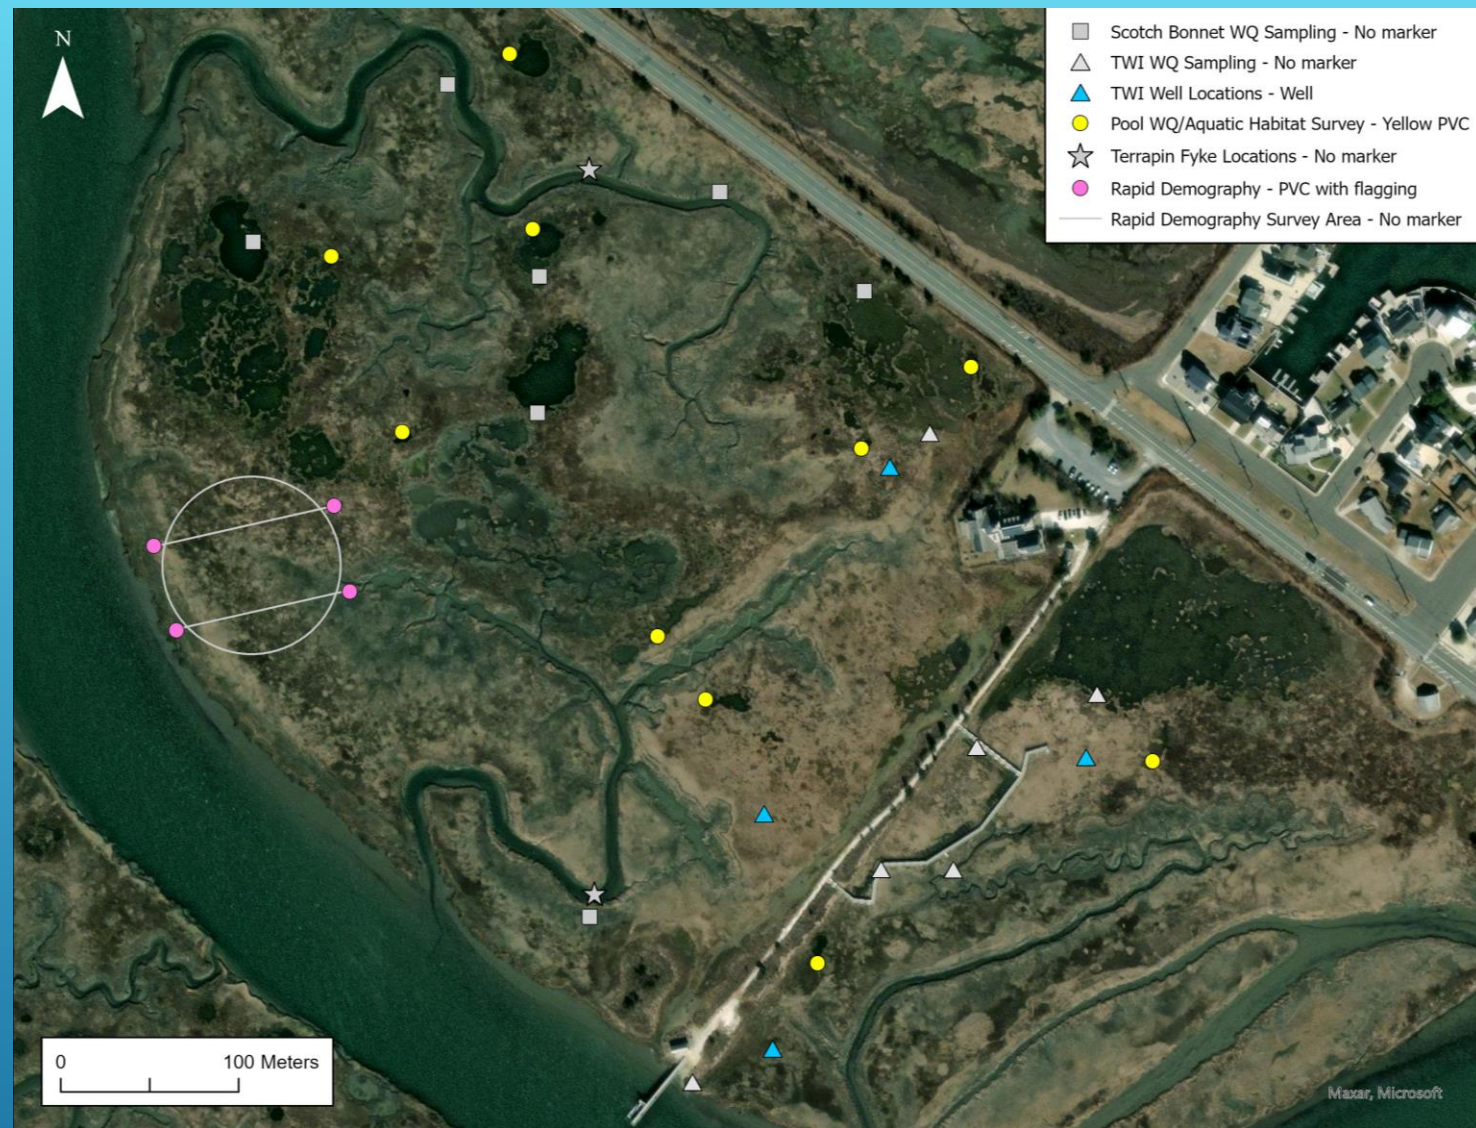 N
Scotch Bonnet WQ Sampling - No marker
TWI WQ Sampling - No marker
TWI Well Locations - Well
Pool WQ/Aquatic Habitat Survey - Yellow PVC
Terrapin Fyke Locations - No marker
Rapid Demography - PVC with flagging
Rapid Demography Survey Area - No marker
0 100 Meters
Maxar, Microsoft